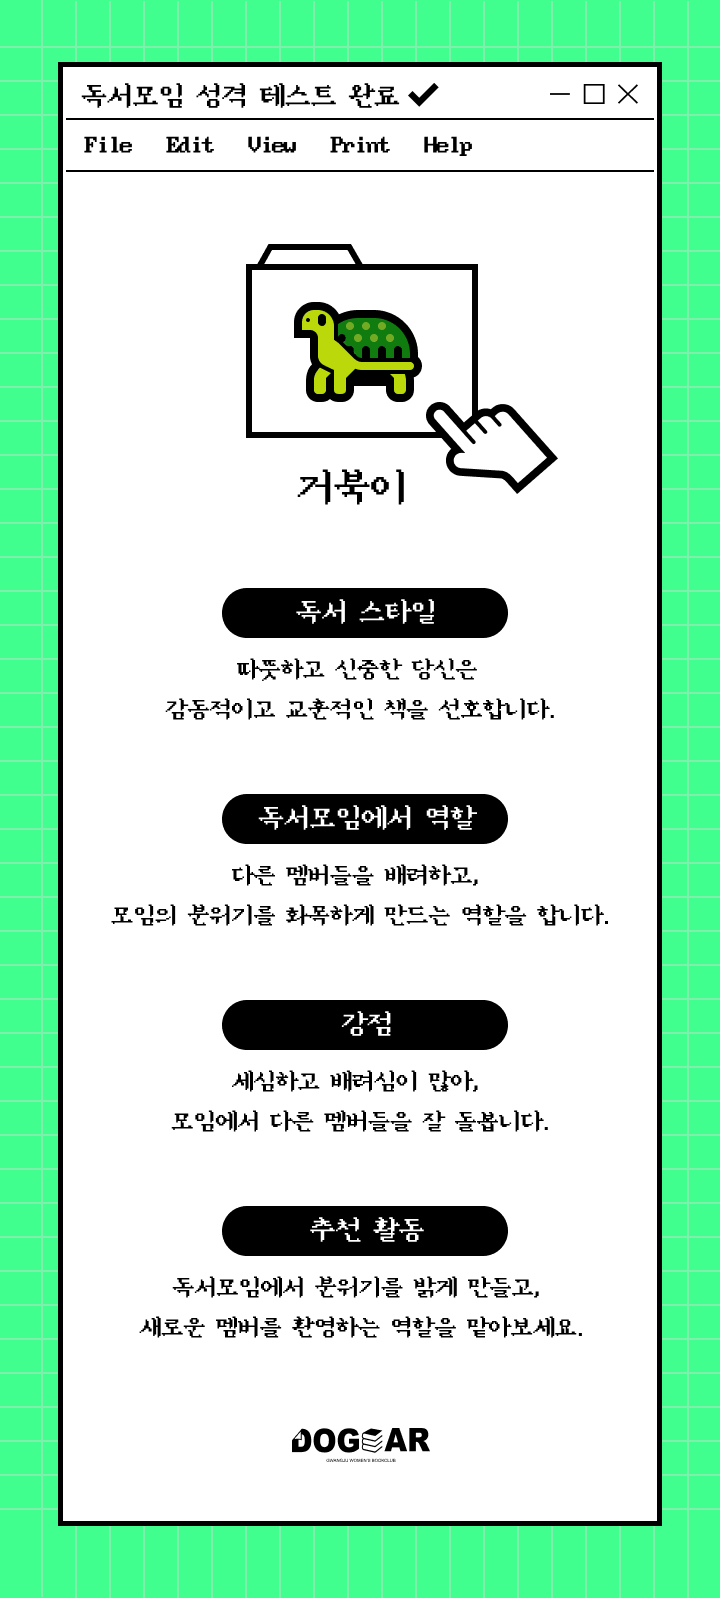 독서모임 성격 테스트 완료
File Edit View Print Help
거북이
독서 스타일
따뜻하고 신중한 당신은
감동적이고 교훈적인 책을 선호합니다.
독서모임에서 역할
다른 멤버들을 배려하고,
모임의 분위기를 화목하게 만드는 역할을 합니다.
강점
세심하고 배려심이 많아,
모임에서 다른 멤버들을 잘 돌봅니다.
추천 활동
독서모임에서 분위기를 밝게 만들고,
새로운 멤버를 환영하는 역할을 맡아보세요.
DOGEAR
GWANGJU WOMEN'S BOOKCLUB